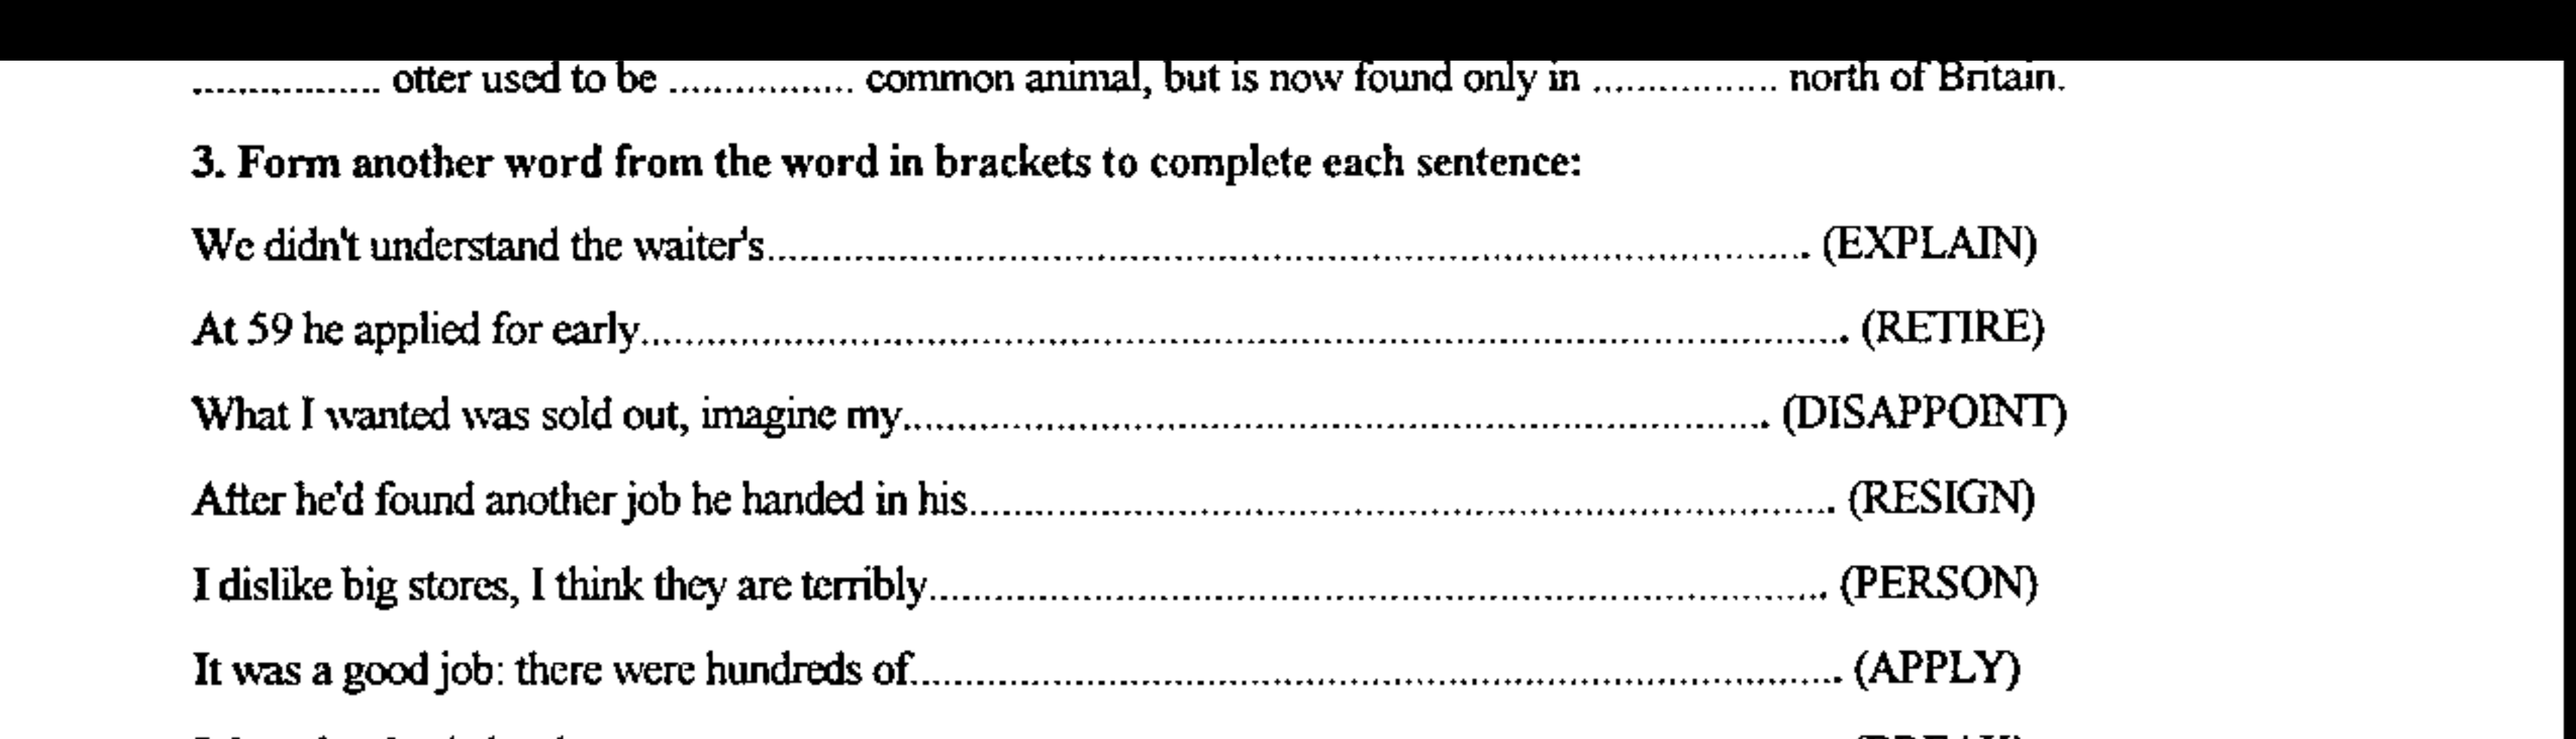 ................. otter used to be ................. common animal, but is now found only in ................. north of Britain.
3. Form another word from the word in brackets to complete each sentence:
We didn't understand the waiter's................................................................................................ (EXPLAIN)
At 59 he applied for early............................................................................................................... (RETIRE)
What I wanted was sold out, imagine my................................................................................ (DISAPPOINT)
After he'd found another job he handed in his............................................................................... (RESIGN)
I dislike big stores, I think they are terribly................................................................................... (PERSON)
It was a good job: there were hundreds of..................................................................................... (APPLY)